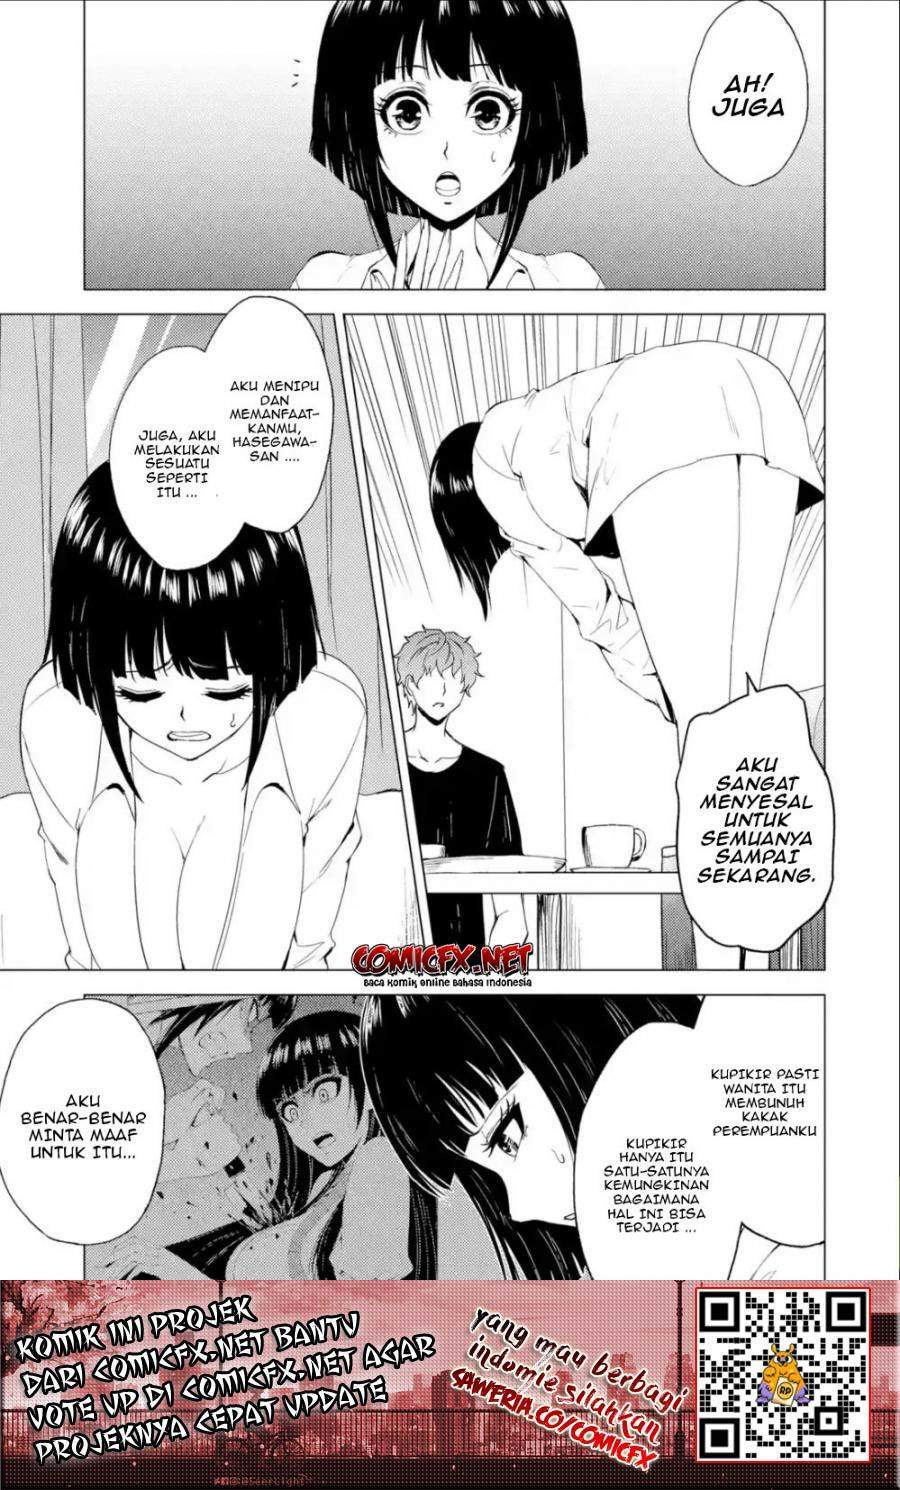 AH!
JUGA
AKU
SANGAT
MENYESAL
UNTUK
SEMUANYA
SAMPAI
SEKARANG.
AKU MENIPU
DAN
MEMANFAAT-
KANMU,
HASEGAWA-
SAN ....
JUGA, AKU
MELAKUKAN
SESUATU
SEPERTI
ITU ...
COMICFX.NET
BACA KOMIK ONLINE BAHASA INDONESIA
KUPIKIR PASTI
WANITA ITU
MEMBUNUH
KAKAK
PEREMPUANKU
KUPIKIR
HANYA ITU
SATU-SATUNYA
KEMUNGKINAN
BAGAIMANA
HAL INI BISA
TERJADI ...
AKU
BENAR-BENAR
MINTA MAAF
UNTUK ITU...
KOMIK INI PROJEK
DARI COMICFX.NET BANTU
VOTE UP DI COMICFX.NET AGAR
PROJEKNYA CEPAT UPDATE
yang mau berbagi
indomie silahkan
SAWERIA.CO/COMICFX
RP